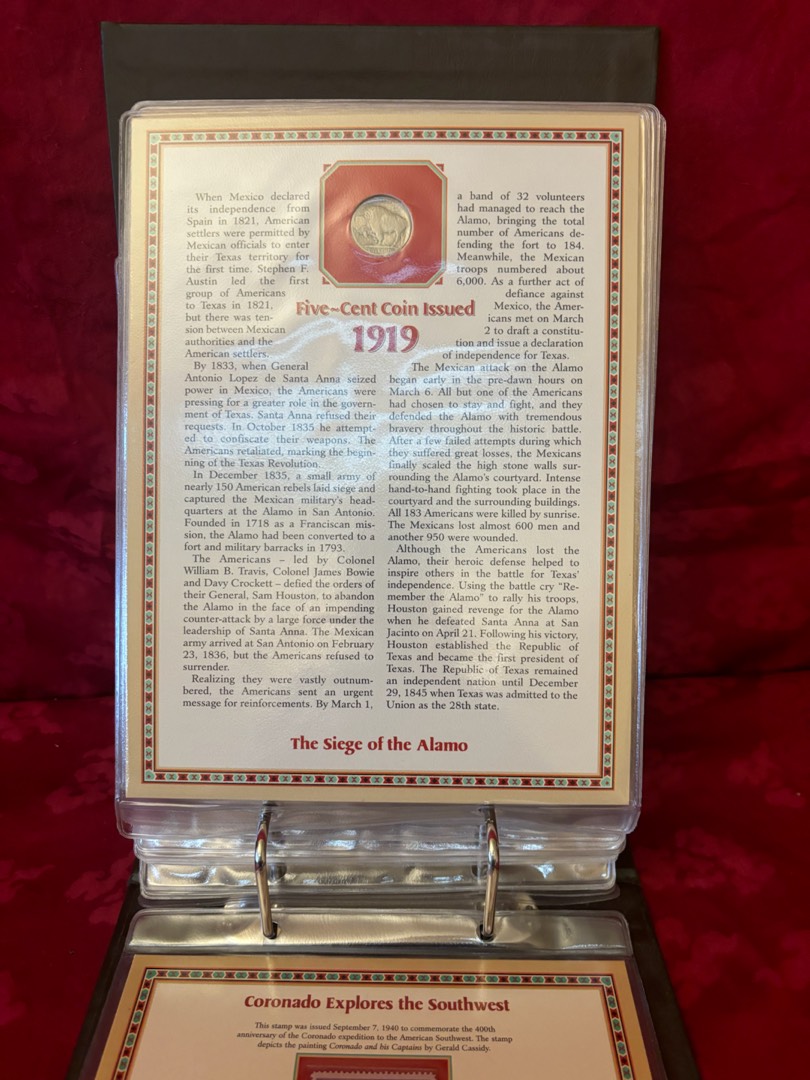 When Mexico declared
its independence from
Spain in 1821, American
settlers were permitted by
Mexican officials to enter
their Texas territory for
the first time. Stephen F.
Austin led the first
group of Americans
to Texas in 1821,
but there was ten-
sion between Mexican
authorities and the
American settlers.
By 1833, when General
Antonio Lopez de Santa Anna seized
power in Mexico, the Americans were
pressing for a greater role in the govern-
ment of Texas. Santa Anna refused their
requests. In October 1835 he attempt-
ed to confiscate their weapons. The
Americans retaliated, marking the begin-
ning of the Texas Revolution.
In December 1835, a small army of
nearly 150 American rebels laid siege and
captured the Mexican military's head-
quarters at the Alamo in San Antonio.
Founded in 1718 as a Franciscan mis-
sion, the Alamo had been converted to a
fort and military barracks in 1793.
The Americans – led by Colonel
William B. Travis, Colonel James Bowie
and Davy Crockett – defied the orders of
their General, Sam Houston, to abandon
the Alamo in the face of an impending
counter-attack by a large force under the
leadership of Santa Anna. The Mexican
army arrived at San Antonio on February
23, 1836, but the Americans refused to
surrender.
Realizing they were vastly outnum-
bered, the Americans sent an urgent
message for reinforcements. By March 1,
Five-Cent Coin Issued
1919
a band of 32 volunteers
had managed to reach the
Alamo, bringing the total
number of Americans de-
fending the fort to 184.
Meanwhile, the Mexican
troops numbered about
6,000. As a further act of
defiance against
Mexico, the Amer-
icans met on March
2 to draft a constitu-
tion and issue a declaration
of independence for Texas.
The Mexican attack on the Alamo
began early in the pre-dawn hours on
March 6. All but one of the Americans
had chosen to stay and fight, and they
defended the Alamo with tremendous
bravery throughout the historic battle.
After a few failed attempts during which
they suffered great losses, the Mexicans
finally scaled the high stone walls sur-
rounding the Alamo's courtyard. Intense
hand-to-hand fighting took place in the
courtyard and the surrounding buildings.
All 183 Americans were killed by sunrise.
The Mexicans lost almost 600 men and
another 950 were wounded.
Although the Americans lost the
Alamo, their heroic defense helped to
inspire others in the battle for Texas'
independence. Using the battle cry "Re-
member the Alamo" to rally his troops,
Houston gained revenge for the Alamo
when he defeated Santa Anna at San
Jacinto on April 21. Following his victory,
Houston established the Republic of
Texas and became the first president of
Texas. The Republic of Texas remained
an independent nation until December
29, 1845 when Texas was admitted to the
Union as the 28th state.
The Siege of the Alamo
Coronado Explores the Southwest
This stamp was issued September 7, 1940 to commemorate the 400th
anniversary of the Coronado expedition to the American Southwest. The stamp
depicts the painting Coronado and his Captains by Gerald Cassidy.